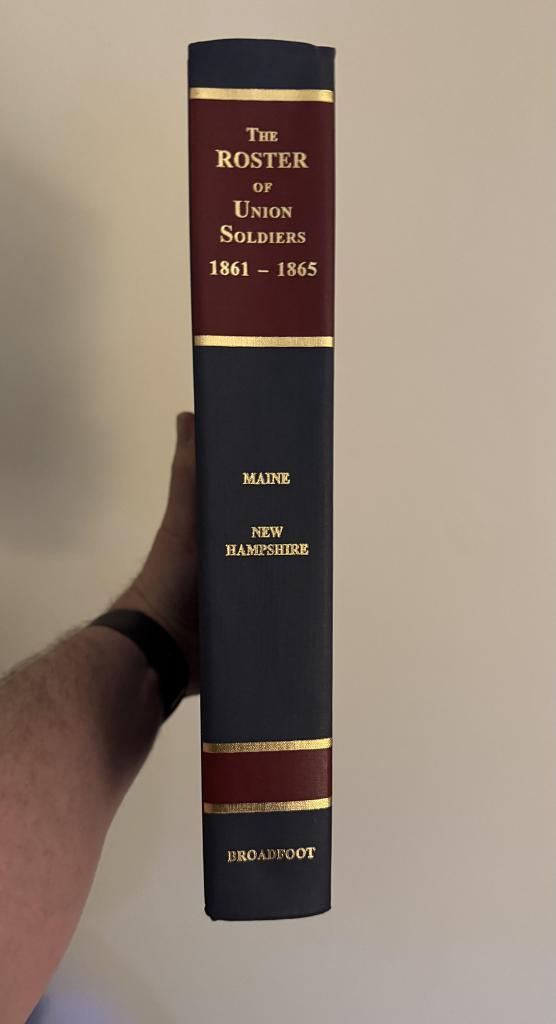 THE
ROSTER
OF
UNION
SOLDIERS
1861 – 1865
MAINE
NEW
HAMPSHIRE
BROADFOOT